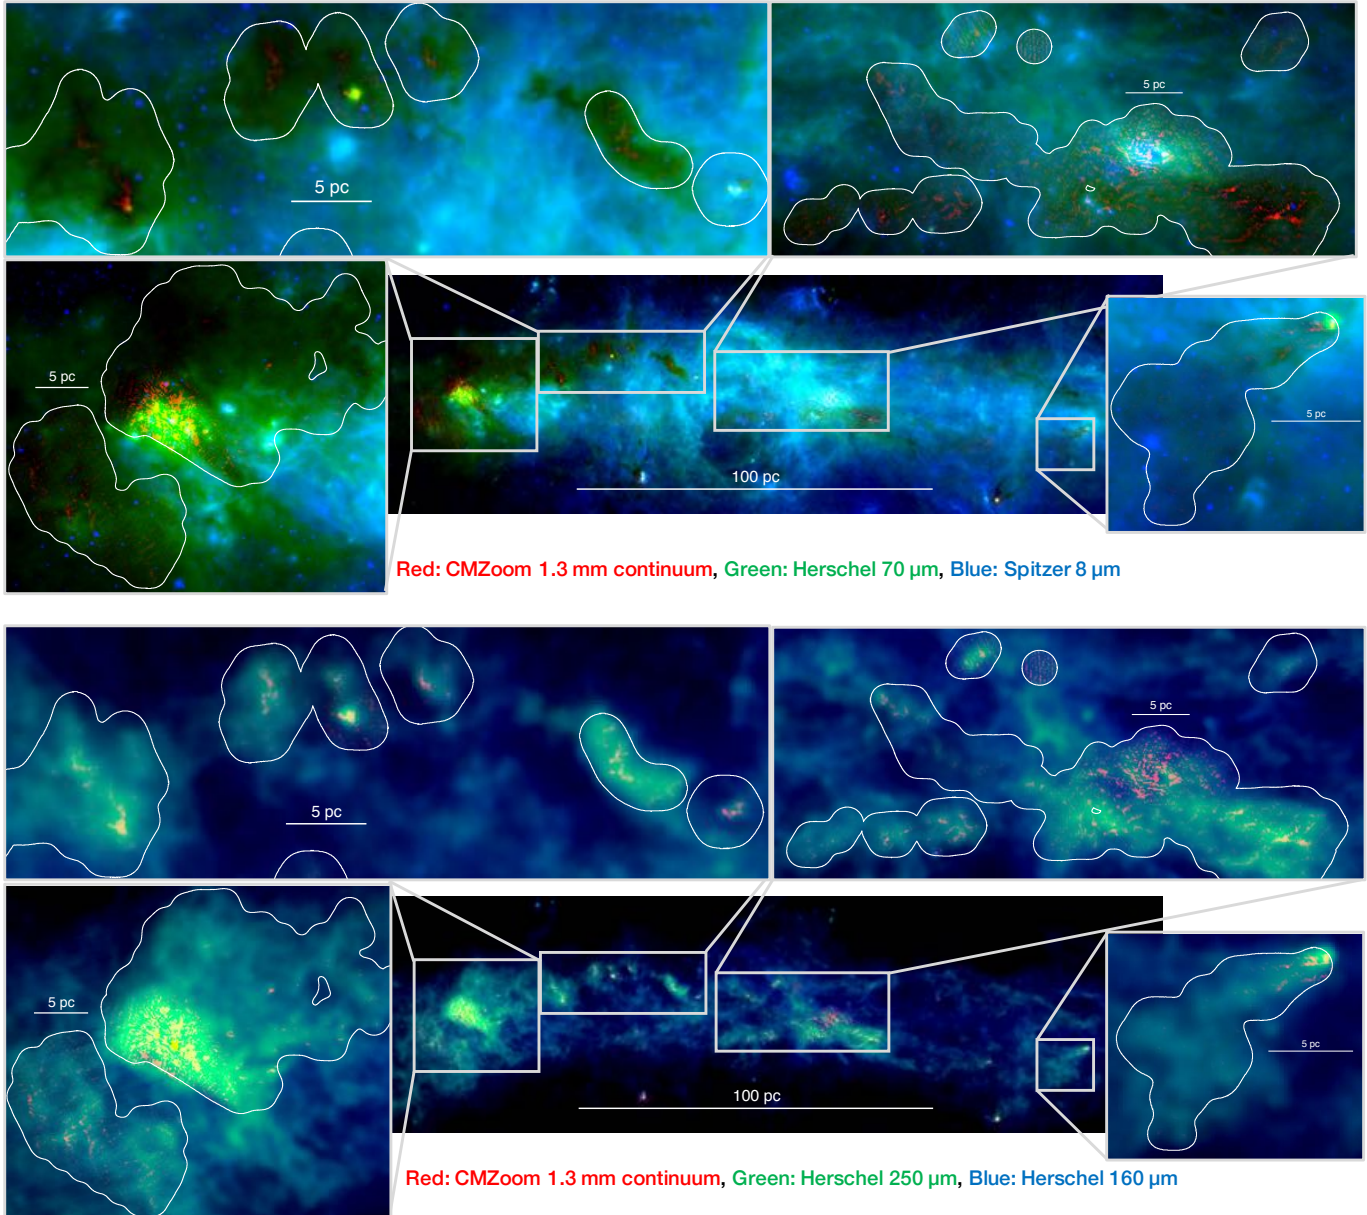 5 pc
5 pc
5 pc
5 pc
100 pc
Red: CMZoom 1.3 mm continuum, Green: Herschel 70 µm, Blue: Spitzer 8 µm
5 pc
5 pc
5 pc
5 pc
100 pc
Red: CMZoom 1.3 mm continuum, Green: Herschel 250 µm, Blue: Herschel 160 µm